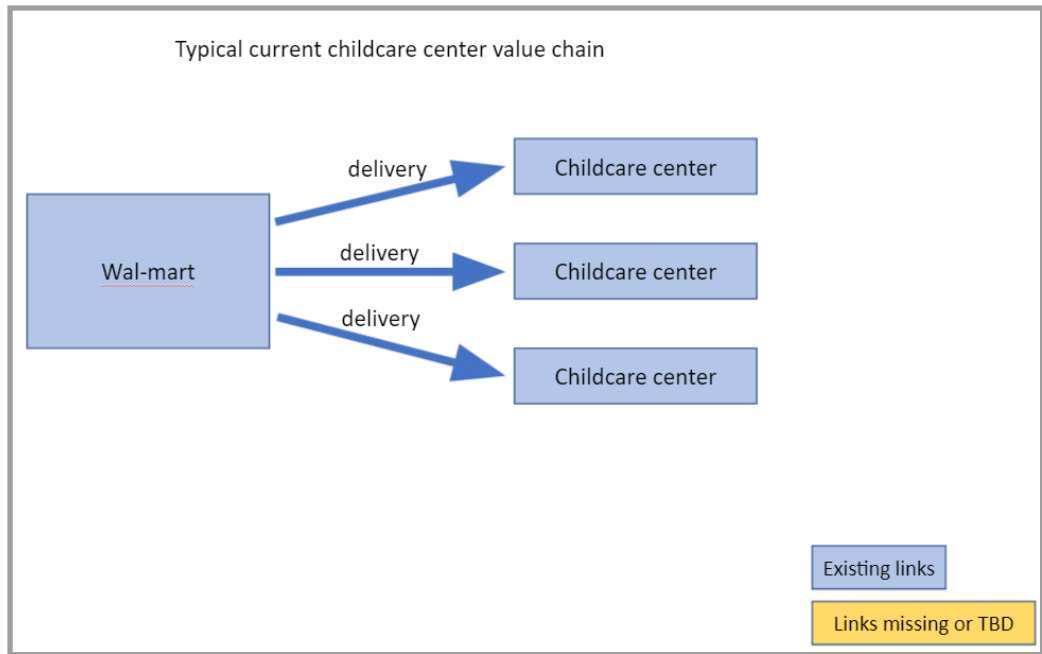 Typical current childcare center value chain
delivery
Childcare center
Wal-mart
delivery
Childcare center
delivery
Childcare center
Existing links
Links missing or TBD